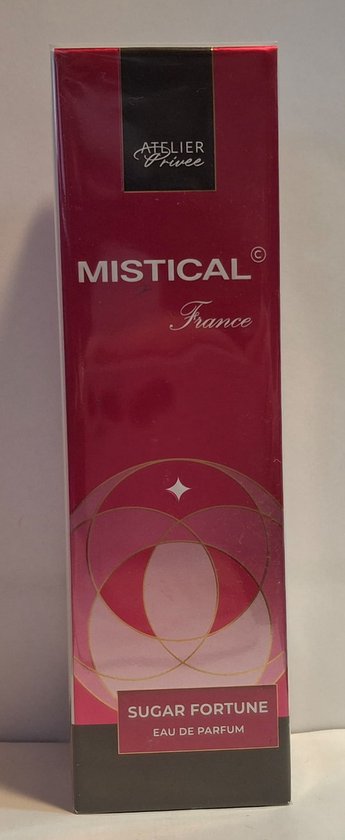 ATELIER
Privee
MISTICAL ©
France
SUGAR FORTUNE
EAU DE PARFUM